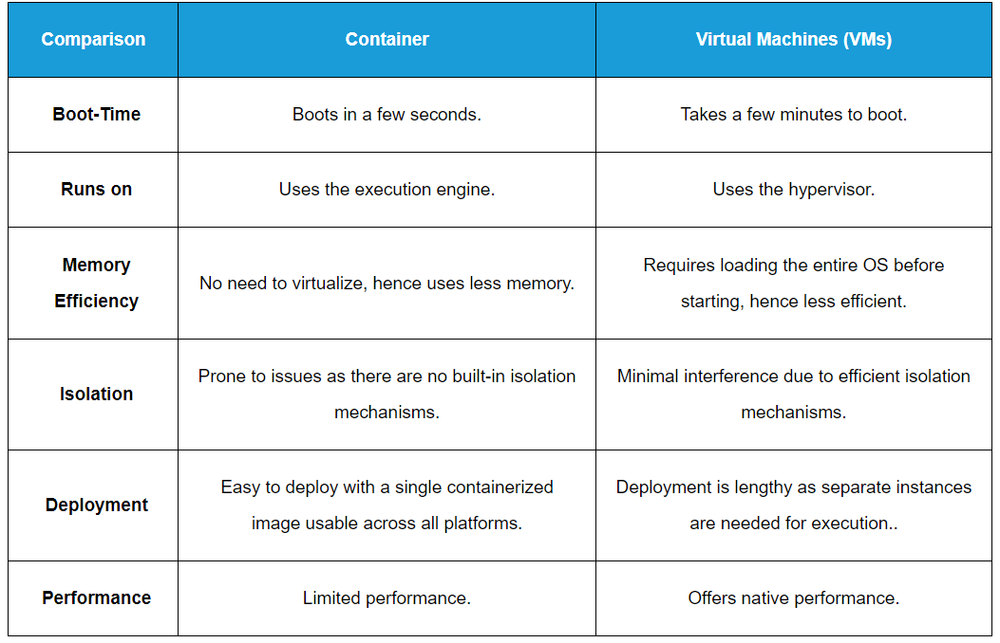 Comparison Container Virtual Machines (VMs)
Boot-Time Boots in a few seconds. Takes a few minutes to boot.
Runs on Uses the execution engine. Uses the hypervisor.
Memory
Efficiency
No need to virtualize, hence uses less memory.
Requires loading the entire OS before
starting, hence less efficient.
Isolation
Prone to issues as there are no built-in isolation
mechanisms.
Minimal interference due to efficient isolation
mechanisms.
Deployment
Easy to deploy with a single containerized
image usable across all platforms.
Deployment is lengthy as separate instances
are needed for execution..
Performance Limited performance. Offers native performance.